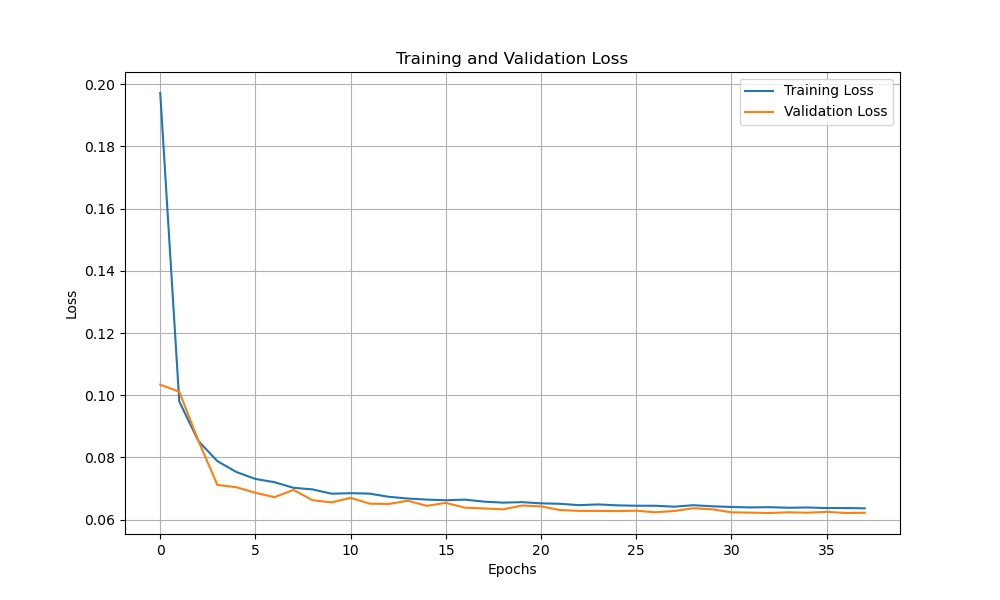 Training and Validation Loss
Training Loss
Validation Loss
0.20
0.18
0.16
0.14
0.12
0.10
0.08
0.06
Loss
0 5 10 15 20 25 30 35
Epochs